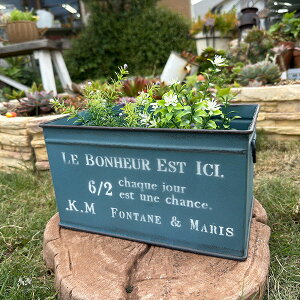 Le Bonheur Est Ici.
6/2 chaque jour
est une chance.
.K.M Fontane & Maris